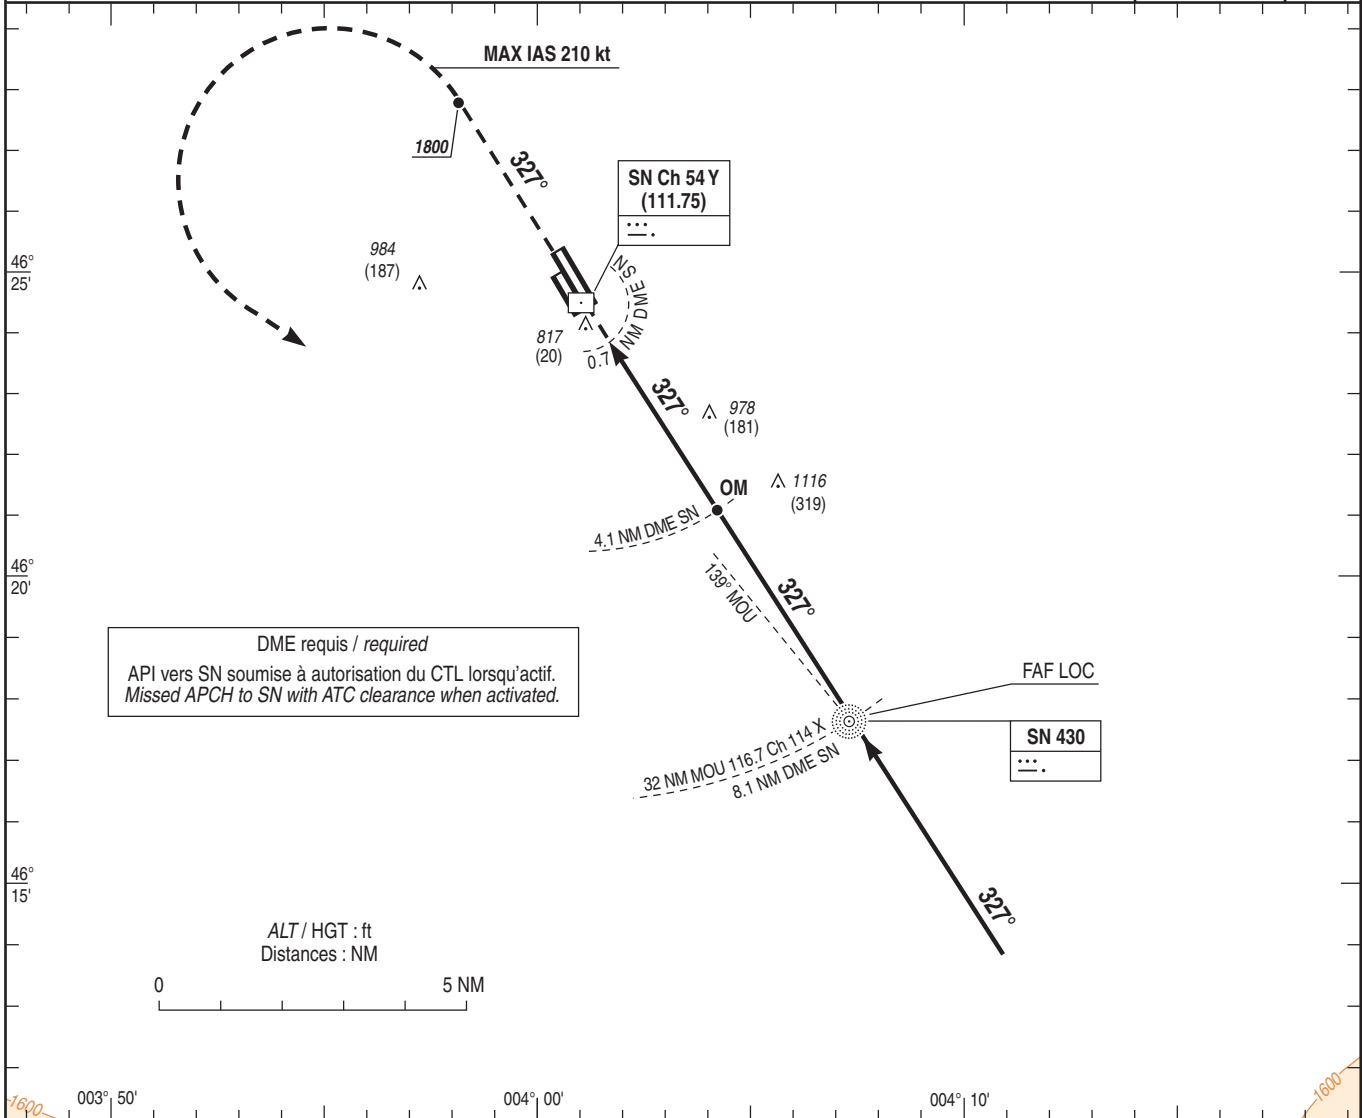 MAX IAS 210 kt
1800
327°
SN Ch 54 Y
(111.75)
984
(187)
46°
25'
NM DME SN
817
(20)
0.7
327°
978
(181)
OM
1116
(319)
4.1 NM DME SN
46°
20'
139° MOU
327°
DME requis / required
API vers SN soumise à autorisation du CTL lorsqu'actif.
Missed APCH to SN with ATC clearance when activated.
FAF LOC
SN 430
32 NM MOU 116.7 Ch 114 X
8.1 NM DME SN
46°
15'
327°
ALT / HGT : ft
Distances : NM
0 5 NM
1600
003° 50'
004° 00'
004° 10'
1600